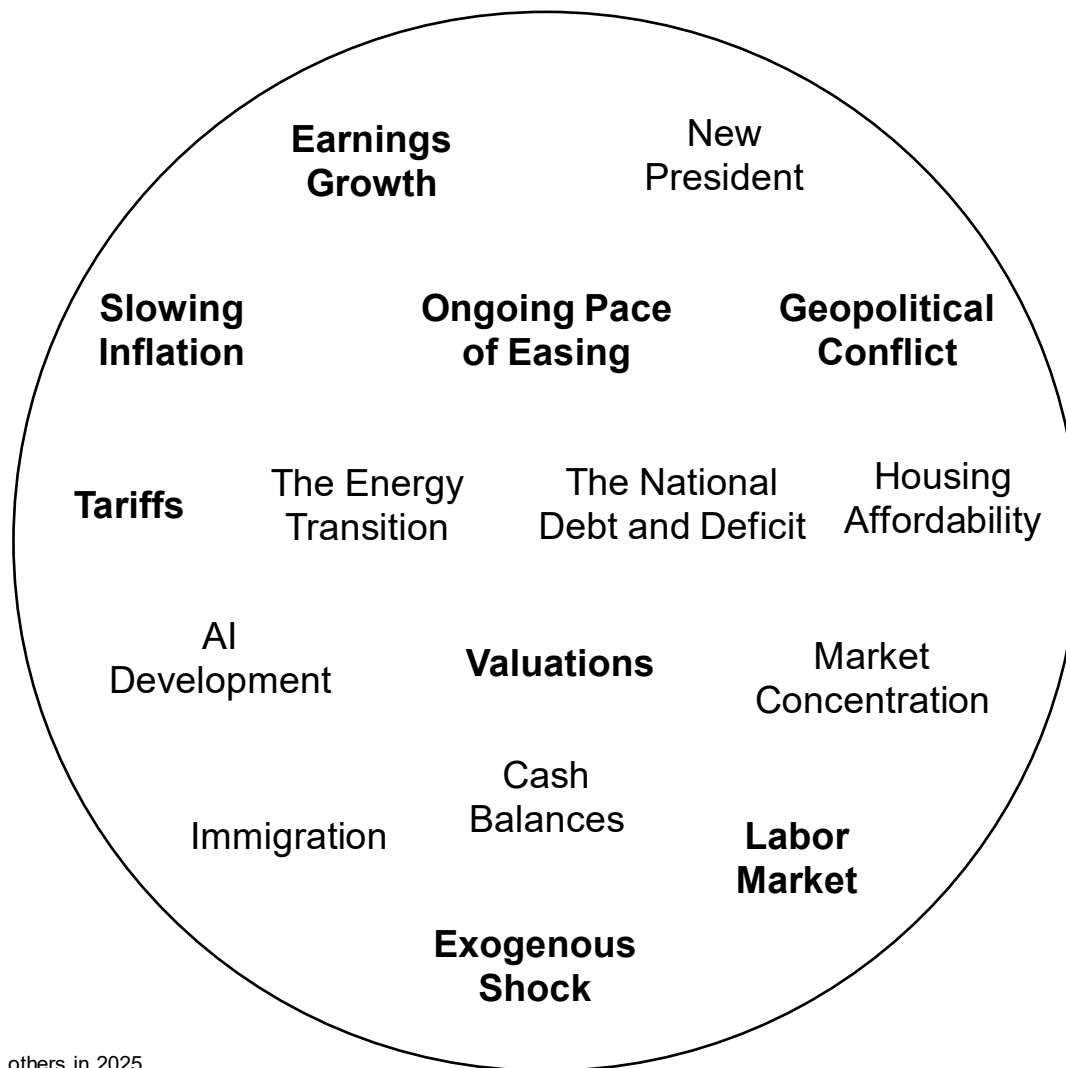 Earnings
Growth
New
President
Slowing
Inflation
Ongoing Pace
of Easing
Geopolitical
Conflict
Tariffs
The Energy
Transition
The National
Debt and Deficit
Housing
Affordability
AI
Development
Valuations
Market
Concentration
Immigration
Cash
Balances
Labor
Market
Exogenous
Shock
others in 2025